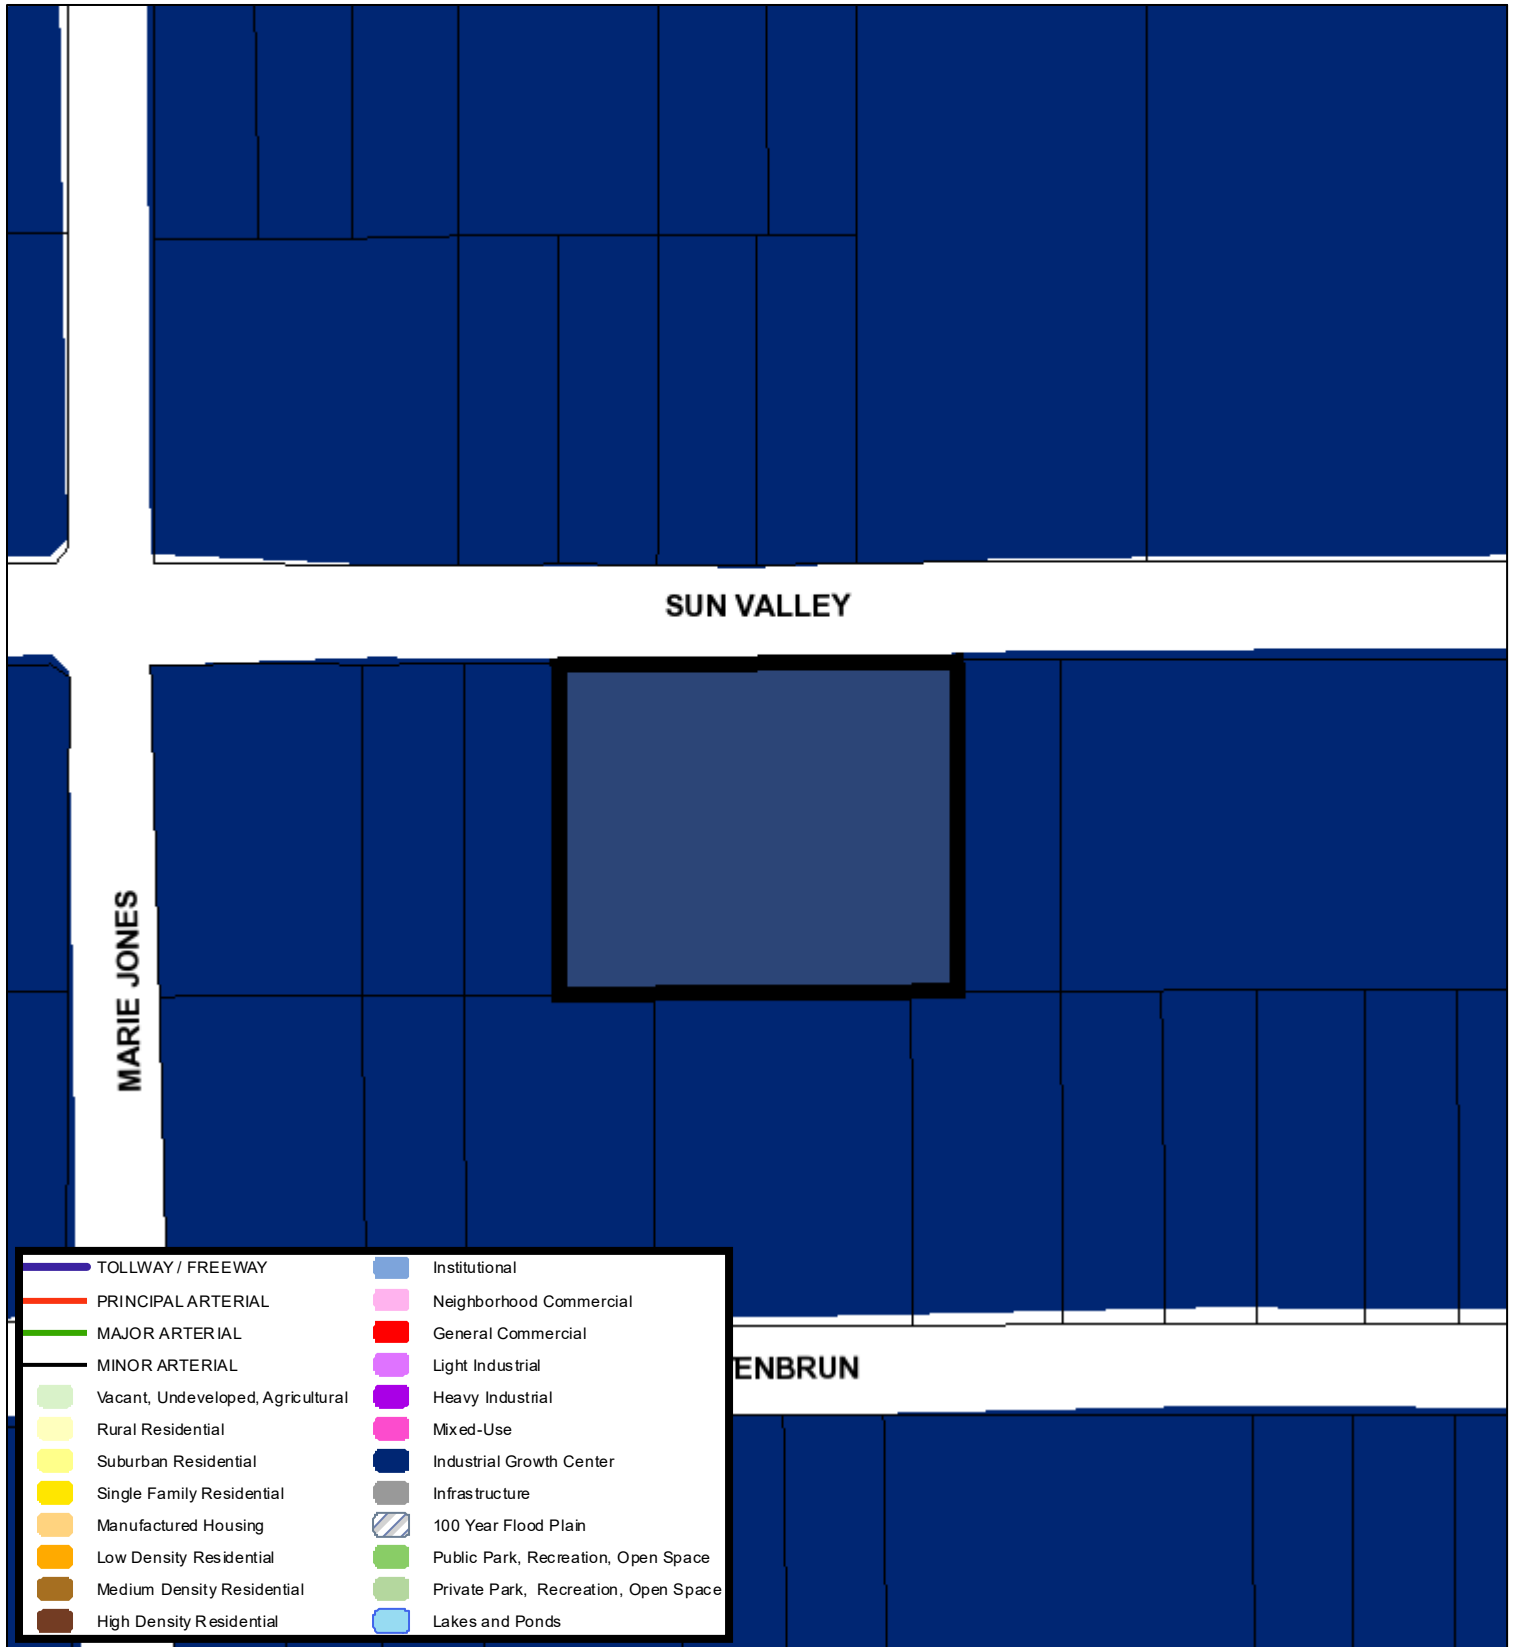 SUN VALLEY
MARIE JONES
TENBRUN
TOLLWAY / FREEWAY
PRINCIPAL ARTERIAL
MAJOR ARTERIAL
MINOR ARTERIAL
Vacant, Undeveloped, Agricultural
Rural Residential
Suburban Residential
Single Family Residential
Manufactured Housing
Low Density Residential
Medium Density Residential
High Density Residential
Institutional
Neighborhood Commercial
General Commercial
Light Industrial
Heavy Industrial
Mixed-Use
Industrial Growth Center
Infrastructure
100 Year Flood Plain
Public Park, Recreation, Open Space
Private Park, Recreation, Open Space
Lakes and Ponds